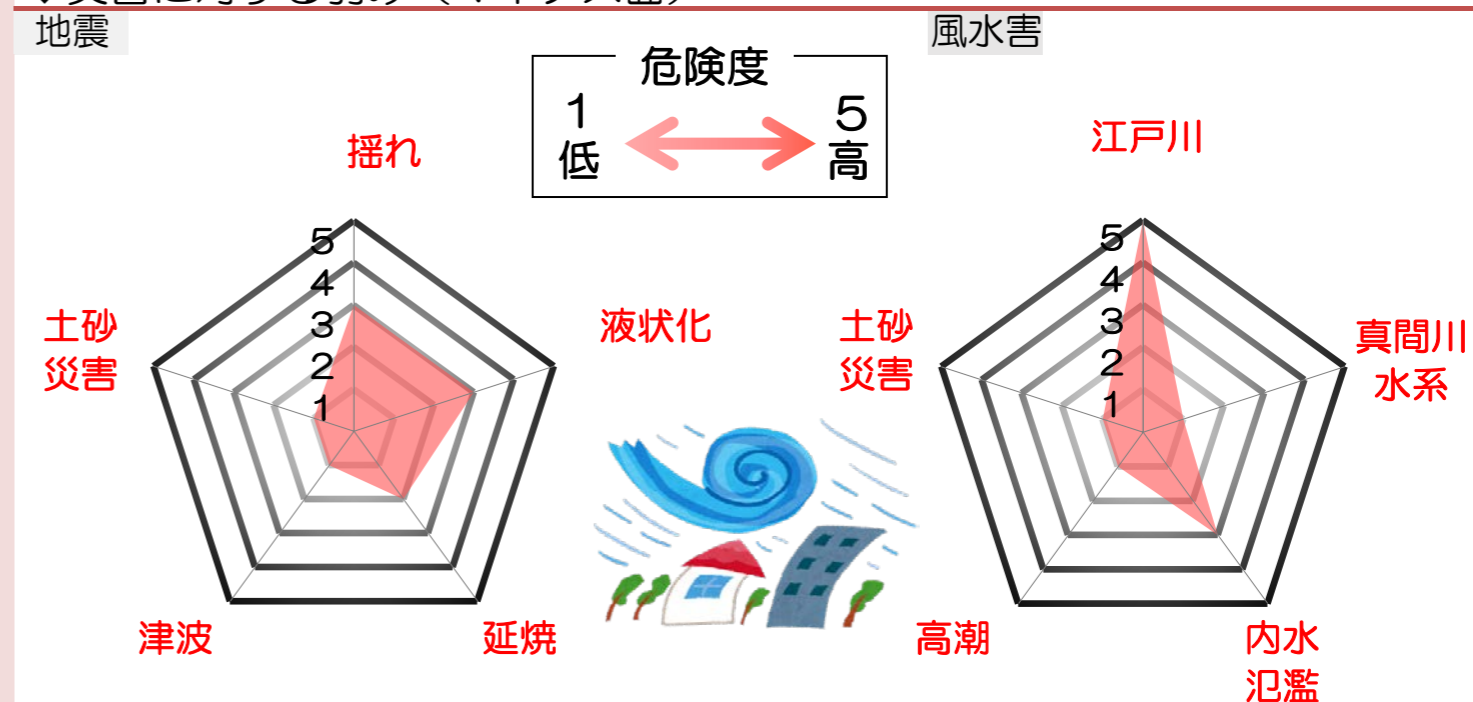 地震
風水害
危険度
1
低
5
高
揺れ
5
4
3
2
1
土砂
災害
液状化
津波
延焼
江戸川
5
4
3
2
1
土砂
災害
真間川
水系
高潮
内水
氾濫